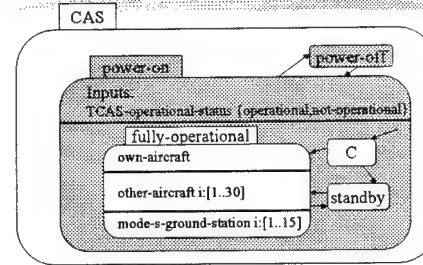 CAS
power-off
power-on
Inputs:
TCAS-operational-status {operational,not-operational}
fully-operational
own-aircraft
C
other-aircraft i:[1..30]
standby
mode-s-ground-station i:[1..15]